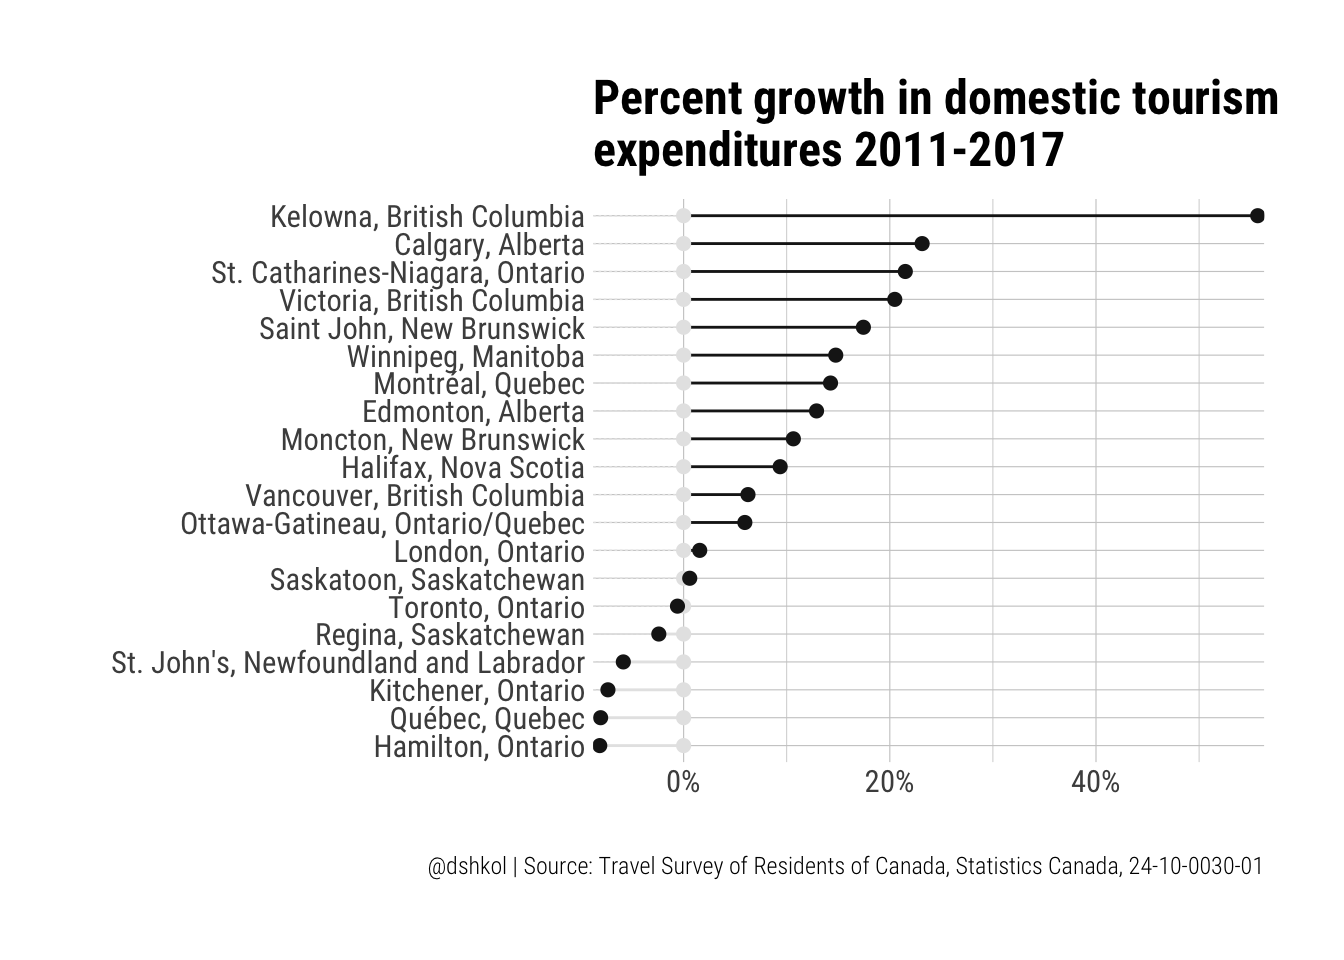 Percent growth in domestic tourism
expenditures 2011-2017
Kelowna, British Columbia
Calgary, Alberta
St. Catharines-Niagara, Ontario
Victoria, British Columbia
Saint John, New Brunswick
Winnipeg, Manitoba
Montréal, Quebec
Edmonton, Alberta
Moncton, New Brunswick
Halifax, Nova Scotia
Vancouver, British Columbia
Ottawa-Gatineau, Ontario/Quebec
London, Ontario
Saskatoon, Saskatchewan
Toronto, Ontario
Regina, Saskatchewan
St. John's, Newfoundland and Labrador
Kitchener, Ontario
Québec, Quebec
Hamilton, Ontario
0% 20% 40%
@dshkol | Source: Travel Survey of Residents of Canada, Statistics Canada, 24-10-0030-01